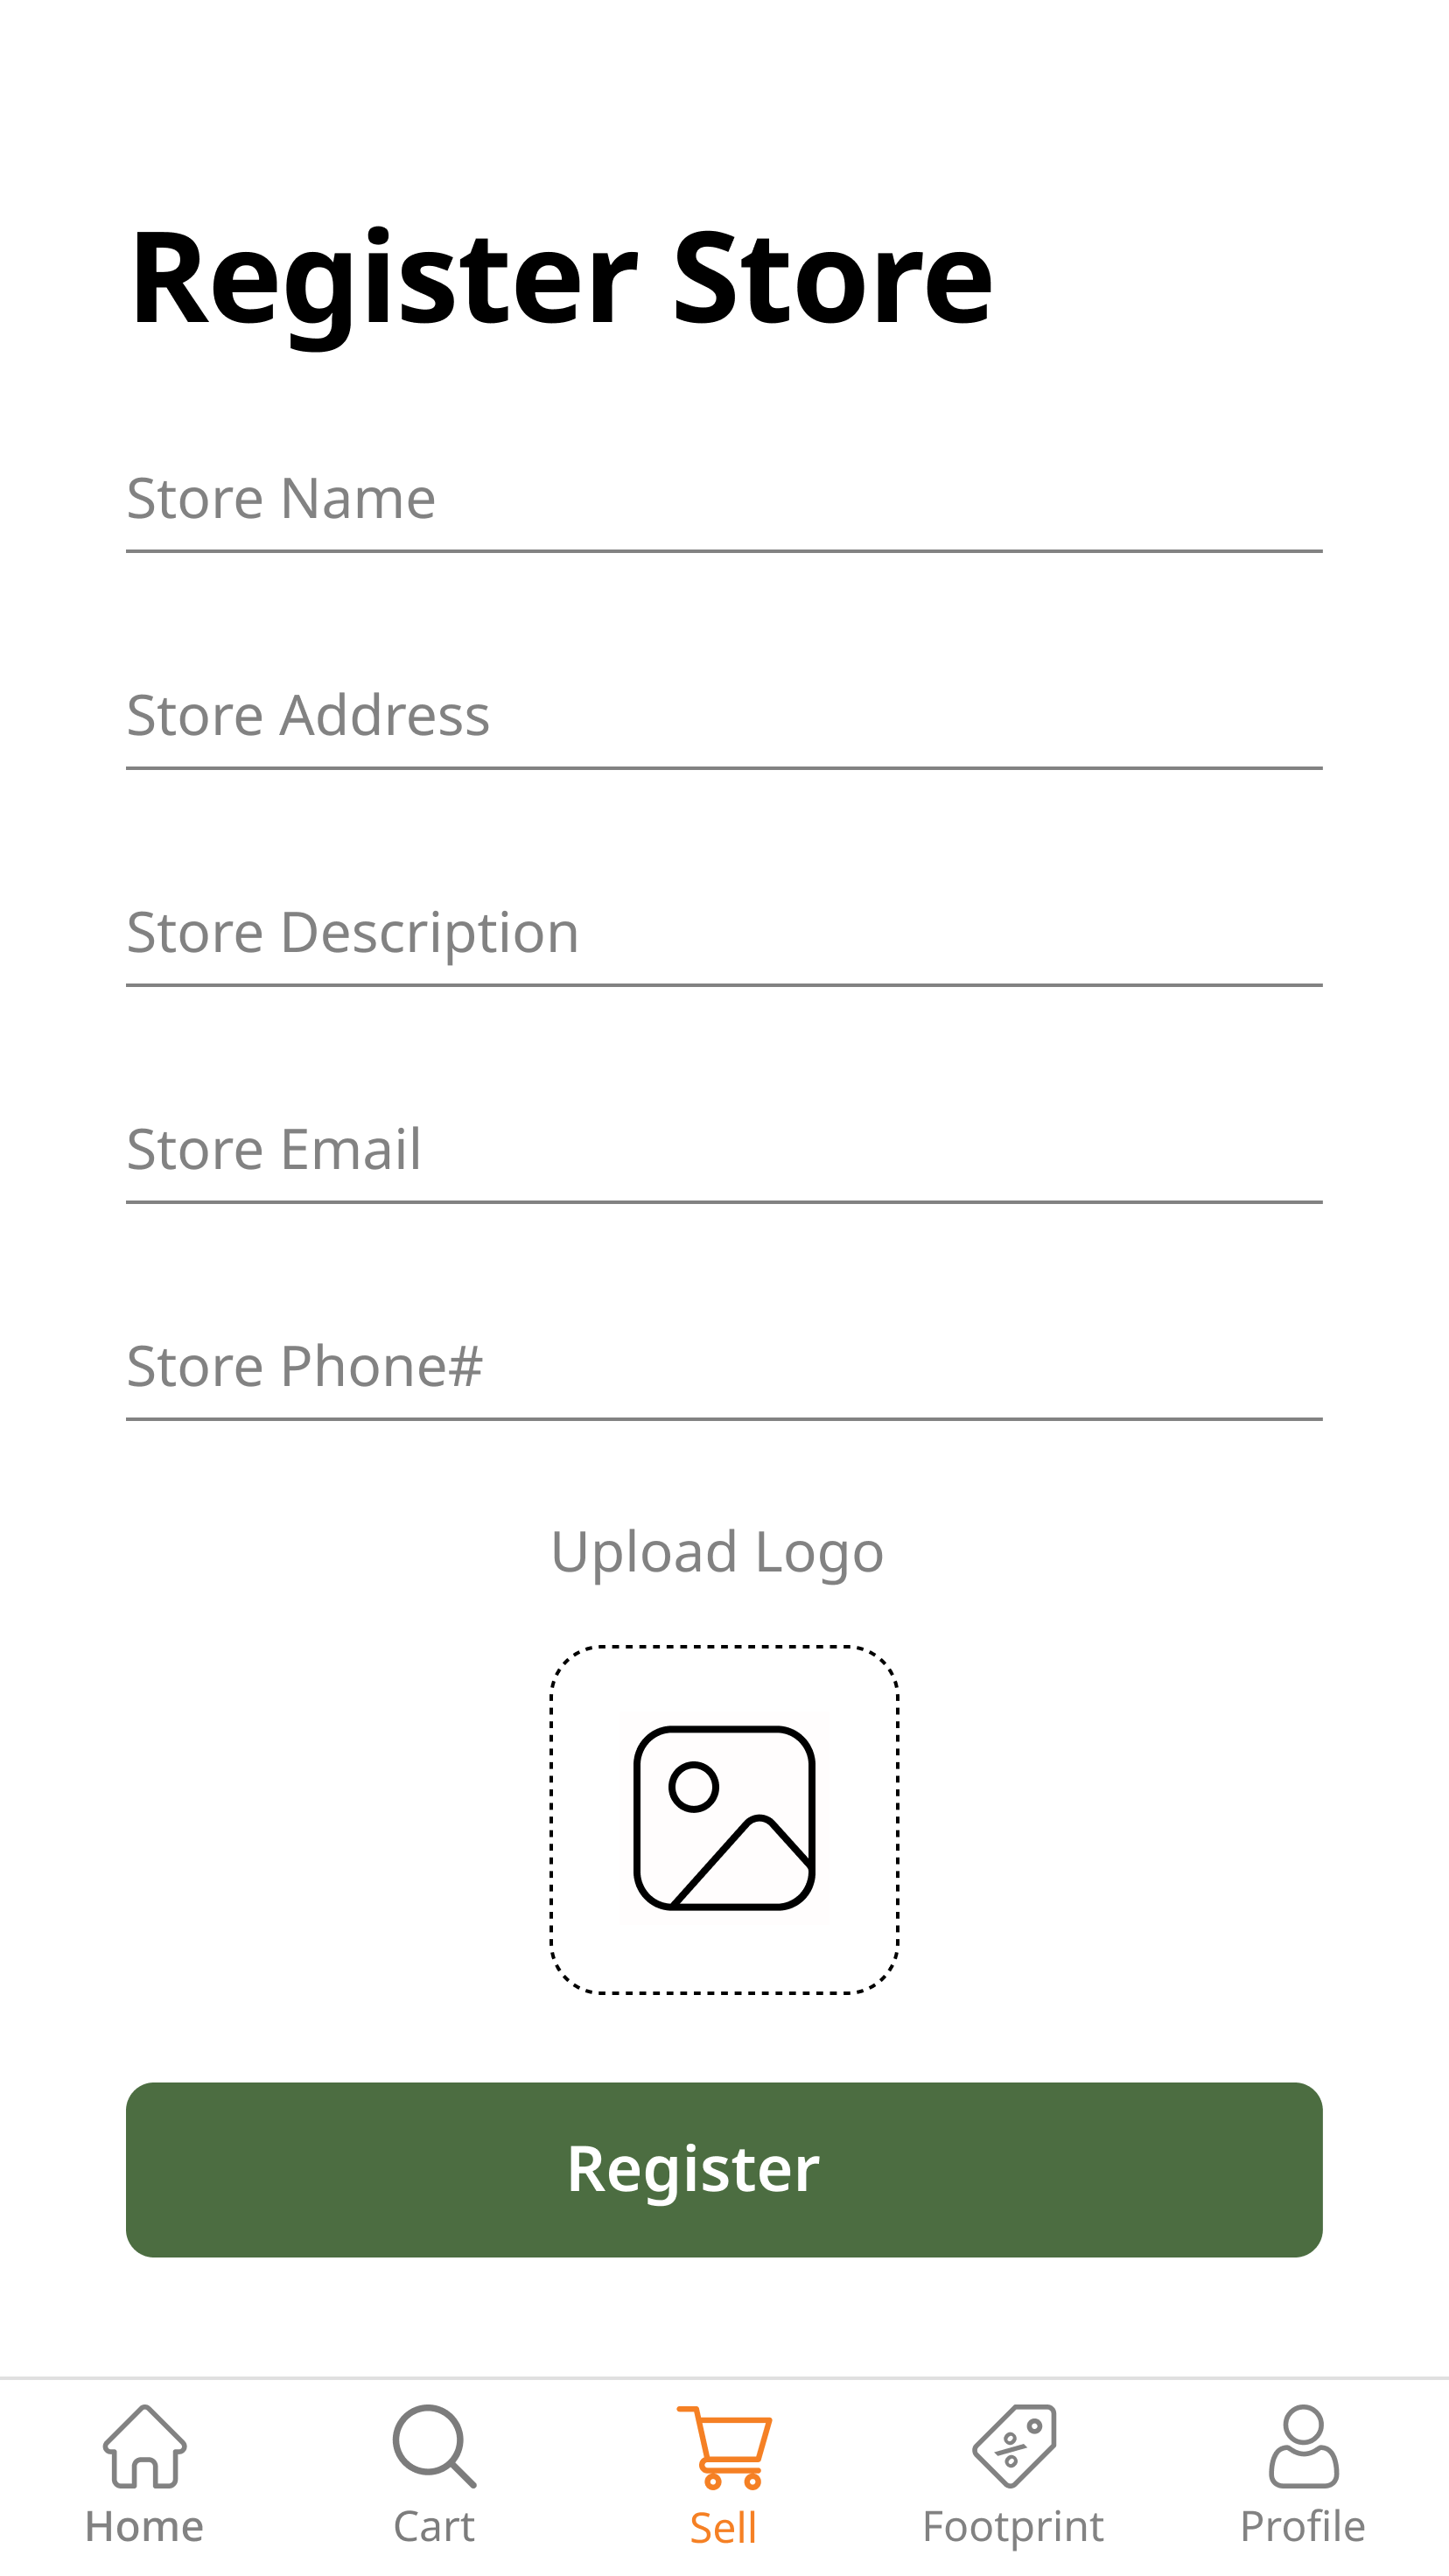 Register Store
Store Name
Store Address
Store Description
Store Email
Store Phone#
Upload Logo
Register
Home
Cart
Sell
Footprint
Profile